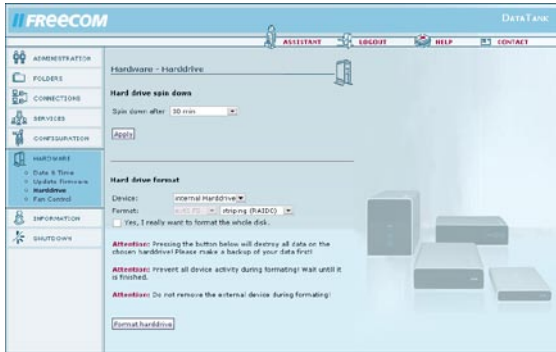 FREECOM
DATATANK
ASSISTANT
LOGOUT
HELP
CONTACT
ADMINISTRATION
FOLDERS
CONNECTIONS
SERVICES
CONFIGURATION
HARDWARE
Date & Time
Update Firmware
Harddrive
Fan Control
INFORMATION
SHUTDOWN
Hardware - Harddrive
Hard drive spin down
Spin down after 30 min
Apply
Hard drive format
Device: internal Harddrive
Format: striping (RAID0)
Yes, I really want to format the whole disk.
Attention: Pressing the button below will destroy all data on the
chosen harddrive! Please make a backup of your data first!
Attention: Prevent all device activity during formating! Wait until it
is finished.
Attention: Do not remove the external device during formating!
Format harddrive